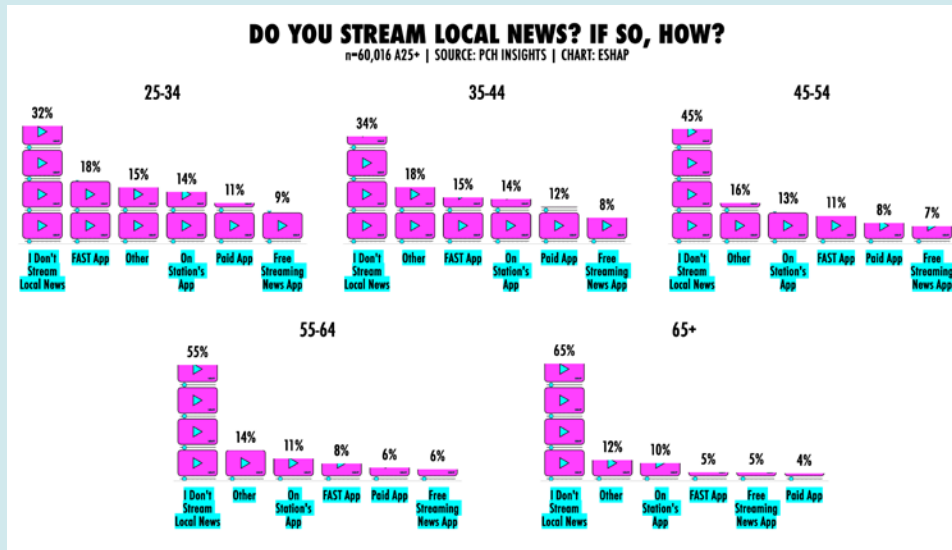 DO YOU STREAM LOCAL NEWS? IF SO, HOW?
n=60,016 A25+ | SOURCE: PCH INSIGHTS | CHART: ESHAP
25-34
32%
18%
15%
14%
11%
9%
I Don't
Stream
Local News
FAST App
Other
On
Station's
App
Paid App
Free
Streaming
News App
35-44
34%
18%
15%
14%
12%
8%
I Don't
Stream
Local News
Other
FAST App
On
Station's
App
Paid App
Free
Streaming
News App
45-54
45%
16%
13%
11%
8%
7%
I Don't
Stream
Local News
Other
On
Station's
App
FAST App
Paid App
Free
Streaming
News App
55-64
55%
14%
11%
8%
6%
6%
I Don't
Stream
Local News
Other
On
Station's
App
FAST App
Paid App
Free
Streaming
News App
65+
65%
12%
10%
5%
5%
4%
I Don't
Stream
Local News
Other
On
Station's
App
FAST App
Free
Streaming
News App
Paid App